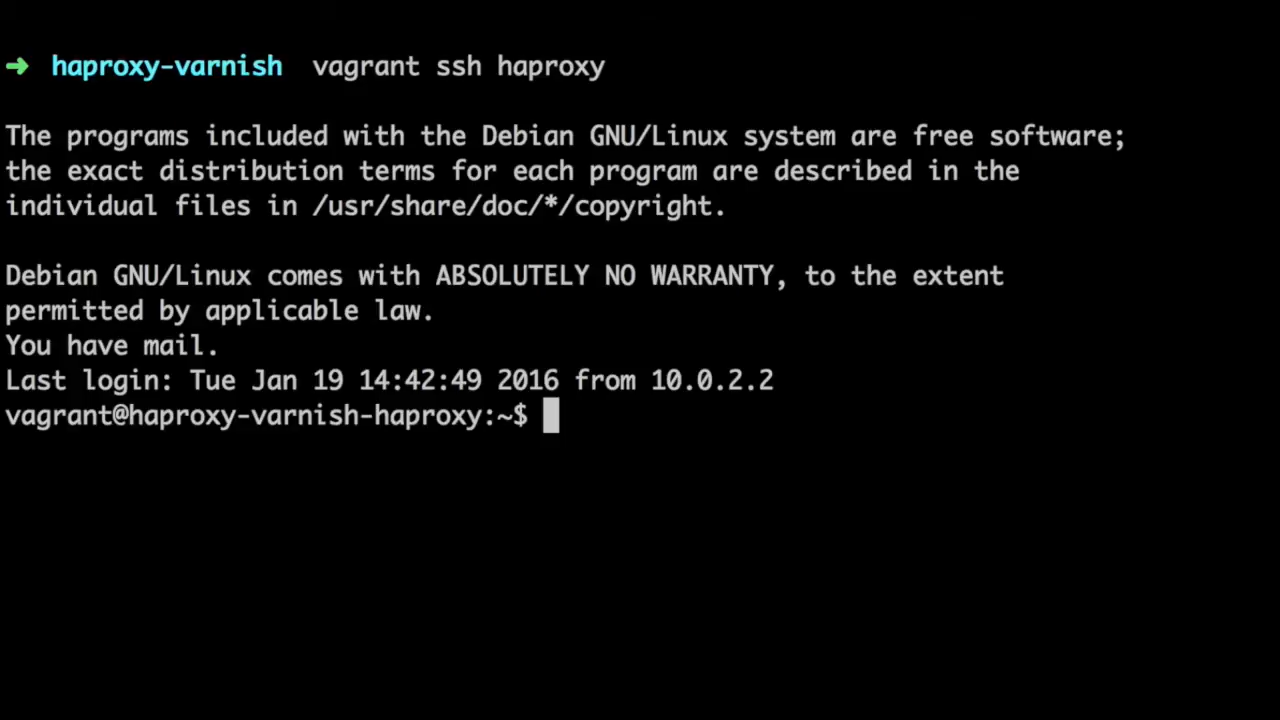 ➜ haproxy-varnish vagrant ssh haproxy
The programs included with the Debian GNU/Linux system are free software;
the exact distribution terms for each program are described in the
individual files in /usr/share/doc/*/copyright.
Debian GNU/Linux comes with ABSOLUTELY NO WARRANTY, to the extent
permitted by applicable law.
You have mail.
Last login: Tue Jan 19 14:42:49 2016 from 10.0.2.2
vagrant@haproxy-varnish-haproxy:~$